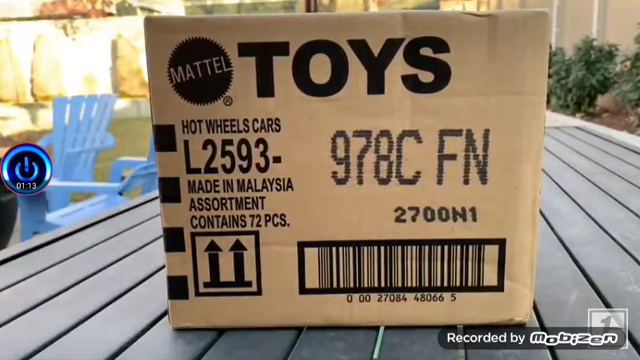 MATTEL ® TOYS
HOT WHEELS CARS
L2593-
MADE IN MALAYSIA
ASSORTMENT
CONTAINS 72 PCS.
978C FN
2700N1
0 00 27084 48066 5
01:13
1
Recorded by Mobizen